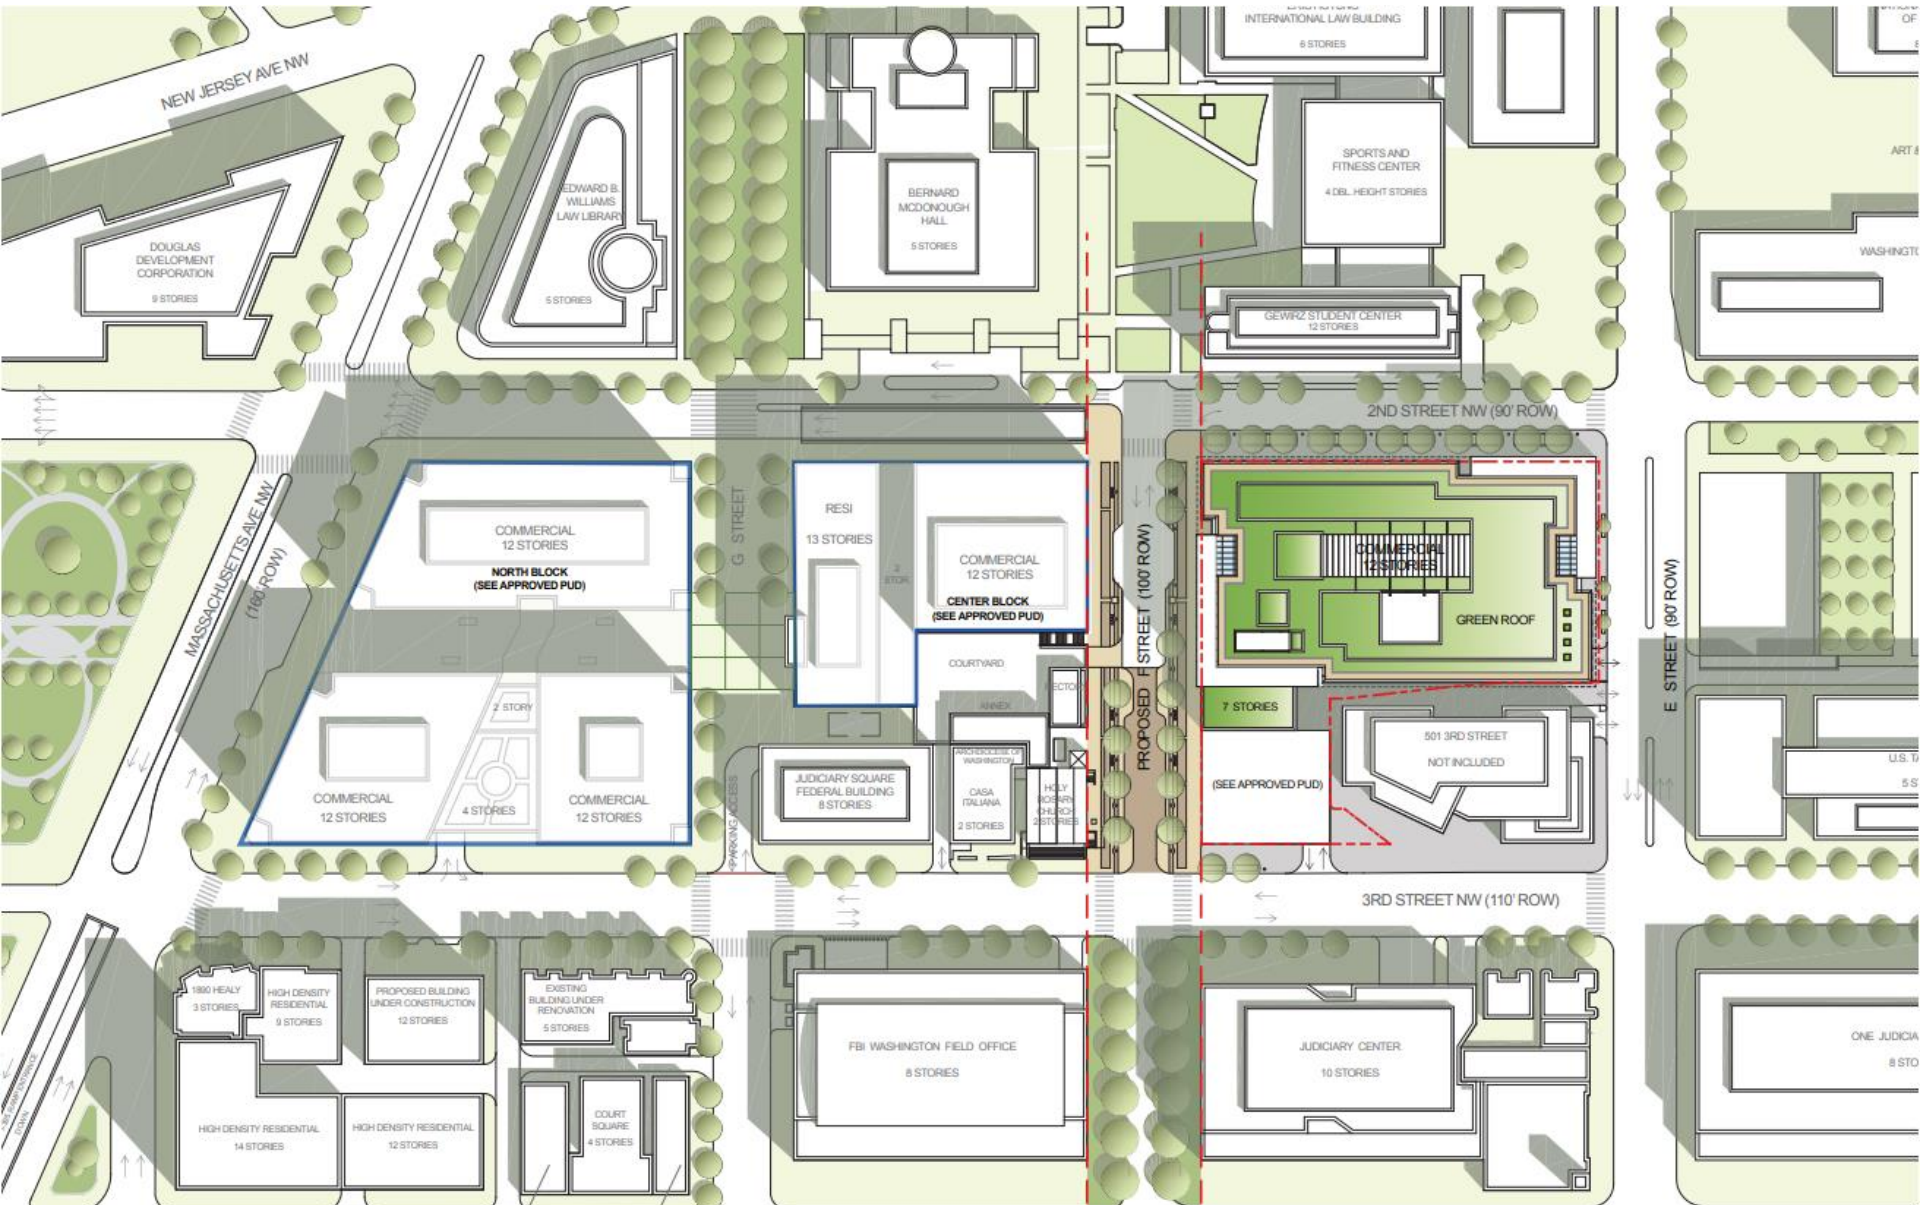 INTERNATIONAL LAW BUILDING
6 STORIES
NEW JERSEY AVE NW
EDWARD B.
WILLIAMS
LAW LIBRARY
5 STORIES
BERNARD
MCDONOUGH
HALL
5 STORIES
SPORTS AND
FITNESS CENTER
4 DBL. HEIGHT STORIES
DOUGLAS
DEVELOPMENT
CORPORATION
9 STORIES
GEWIRZ STUDENT CENTER
12 STORIES
2ND STREET NW (90' ROW)
MASSACHUSETTS AVE NW
(160 ROW)
COMMERCIAL
12 STORIES
NORTH BLOCK
(SEE APPROVED PUD)
G STREET
RESI
13 STORIES
2
STOR.
COMMERCIAL
12 STORIES
CENTER BLOCK
(SEE APPROVED PUD)
PROPOSED F STREET (100' ROW)
COMMERCIAL
12 STORIES
GREEN ROOF
E STREET (90' ROW)
COURTYARD
ANNEX
2 STORY
7 STORIES
501 3RD STREET
NOT INCLUDED
(SEE APPROVED PUD)
COMMERCIAL
12 STORIES
4 STORIES
COMMERCIAL
12 STORIES
PARKING ACCESS
JUDICIARY SQUARE
FEDERAL BUILDING
8 STORIES
ARCHDIOCESE OF
WASHINGTON
CASA
ITALIANA
2 STORIES
HOLY
ROSARY
CHURCH
2 STORIES
3RD STREET NW (110' ROW)
1890 HEALY
3 STORIES
HIGH DENSITY
RESIDENTIAL
9 STORIES
PROPOSED BUILDING
UNDER CONSTRUCTION
12 STORIES
EXISTING
BUILDING UNDER
RENOVATION
5 STORIES
FBI WASHINGTON FIELD OFFICE
8 STORIES
JUDICIARY CENTER
10 STORIES
ONE JUDICIA
8 STO
HIGH DENSITY RESIDENTIAL
14 STORIES
HIGH DENSITY RESIDENTIAL
12 STORIES
COURT
SQUARE
4 STORIES